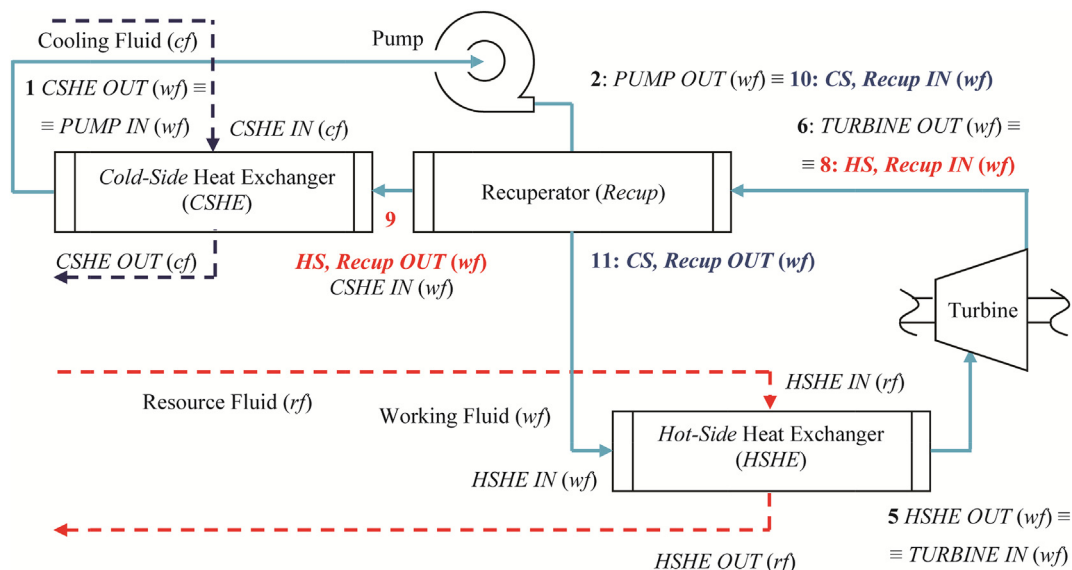 Cooling Fluid (cf)
Pump
1 CSHE OUT (wf) ≡
≡ PUMP IN (wf)
CSHE IN (cf)
2: PUMP OUT (wf) ≡ 10: CS, Recup IN (wf)
6: TURBINE OUT (wf) ≡
≡ 8: HS, Recup IN (wf)
Cold-Side Heat Exchanger
(CSHE)
Recuperator (Recup)
9
CSHE OUT (cf)
HS, Recup OUT (wf)
CSHE IN (wf)
11: CS, Recup OUT (wf)
Turbine
Resource Fluid (rf)
HSHE IN (rf)
Working Fluid (wf)
Hot-Side Heat Exchanger
(HSHE)
HSHE IN (wf)
5 HSHE OUT (wf) ≡
≡ TURBINE IN (wf)
HSHE OUT (rf)